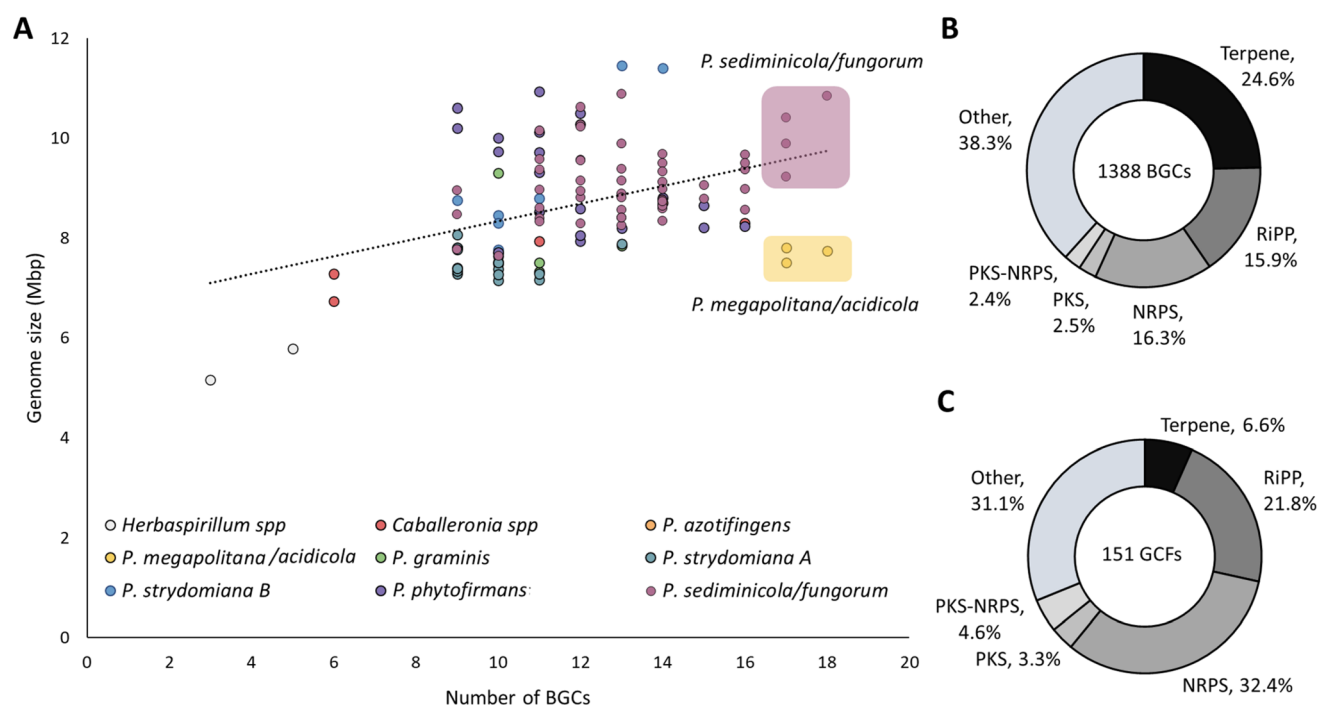 A
12
10
8
6
4
2
0
Genome size (Mbp)
0 2 4 6 8 10 12 14 16 18 20
Number of BGCs
P. sediminicola/fungorum
P. megapolitana/acidicola
Herbaspirillum spp
Caballeronia spp
P. azotifingens
P. megapolitana/acidicola
P. graminis
P. strydomiana A
P. strydomiana B
P. phytofirmans
P. sediminicola/fungorum
B
Terpene,
24.6%
RiPP,
15.9%
NRPS,
16.3%
PKS,
2.5%
PKS-NRPS,
2.4%
Other,
38.3%
1388 BGCs
C
Terpene, 6.6%
RiPP,
21.8%
NRPS, 32.4%
PKS, 3.3%
PKS-NRPS,
4.6%
Other,
31.1%
151 GCFs